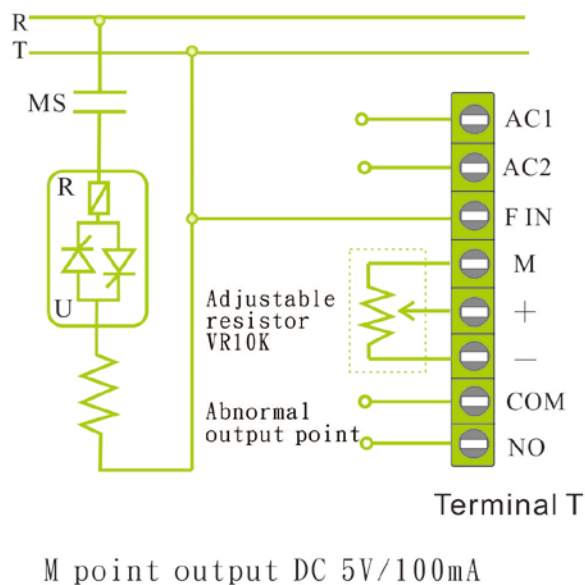 R
T
MS
R
U
AC1
AC2
F IN
M
+
—
COM
NO
Adjustable
resistor
VR10K
Abnormal
output point
Terminal T
M point output DC 5V/100mA